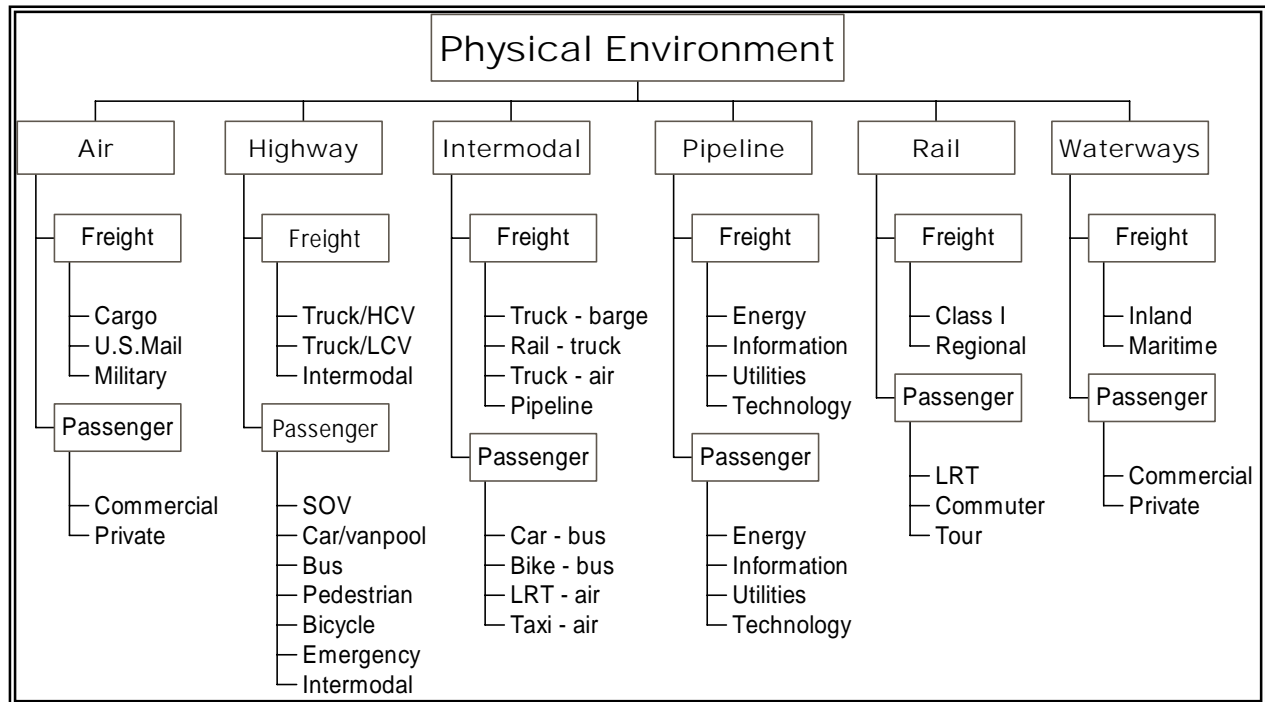 Physical Environment
Air
Freight
Cargo
U.S.Mail
Military
Passenger
Commercial
Private
Highway
Freight
Truck/HCV
Truck/LCV
Intermodal
Passenger
SOV
Car/vanpool
Bus
Pedestrian
Bicycle
Emergency
Intermodal
Intermodal
Freight
Truck - barge
Rail - truck
Truck - air
Pipeline
Passenger
Car - bus
Bike - bus
LRT - air
Taxi - air
Pipeline
Freight
Energy
Information
Utilities
Technology
Passenger
Energy
Information
Utilities
Technology
Rail
Freight
Class I
Regional
Passenger
LRT
Commuter
Tour
Waterways
Freight
Inland
Maritime
Passenger
Commercial
Private